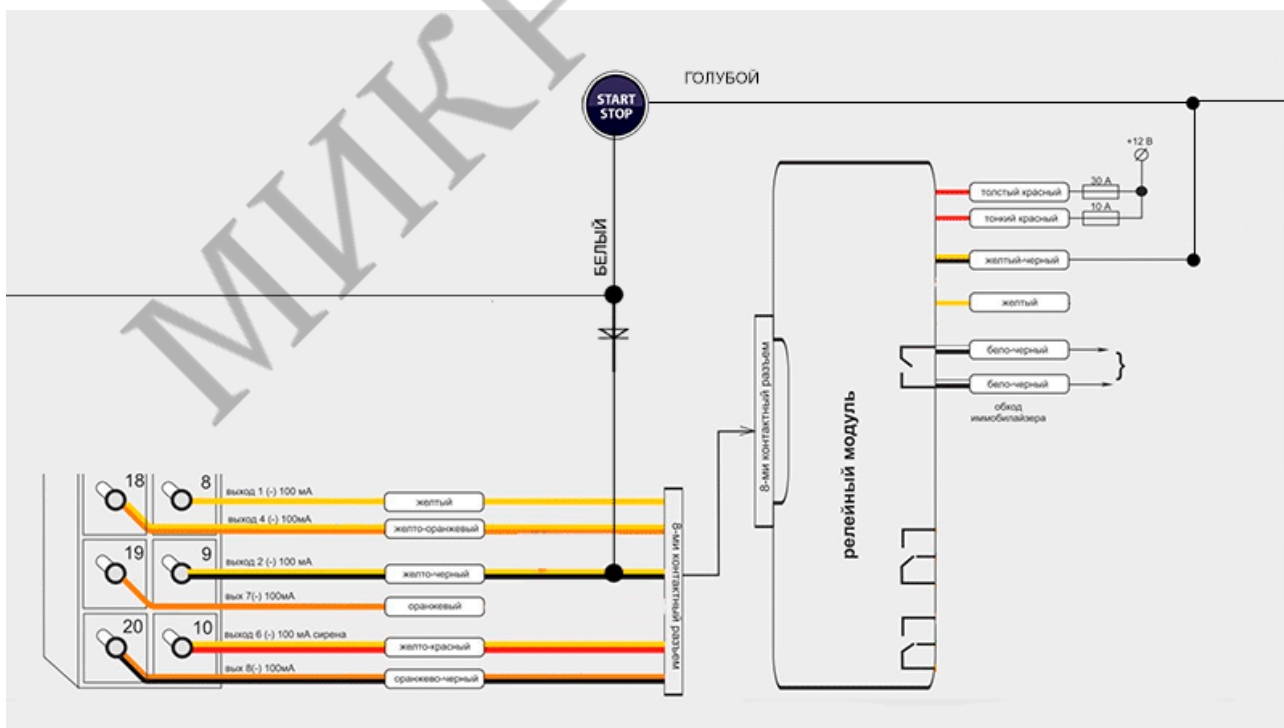 МИКР
ГОЛУБОЙ
START
STOP
+12 В
толстый красный
30 А
тонкий красный
10 А
БЕЛЫЙ
желтый-черный
желтый
8-ми контактный разъем
релейный модуль
бело-черный
бело-черный
обход
иммобилайзера
18
8
выход 1 (-) 100 мА
желтый
выход 4 (-) 100мА
желто-оранжевый
19
9
выход 2 (-) 100 мА
желто-черный
вых 7(-) 100мА
оранжевый
8-ми контактный разъем
20
10
выход 6 (-) 100 мА сирена
желто-красный
вых 8(-) 100мА
оранжево-черный